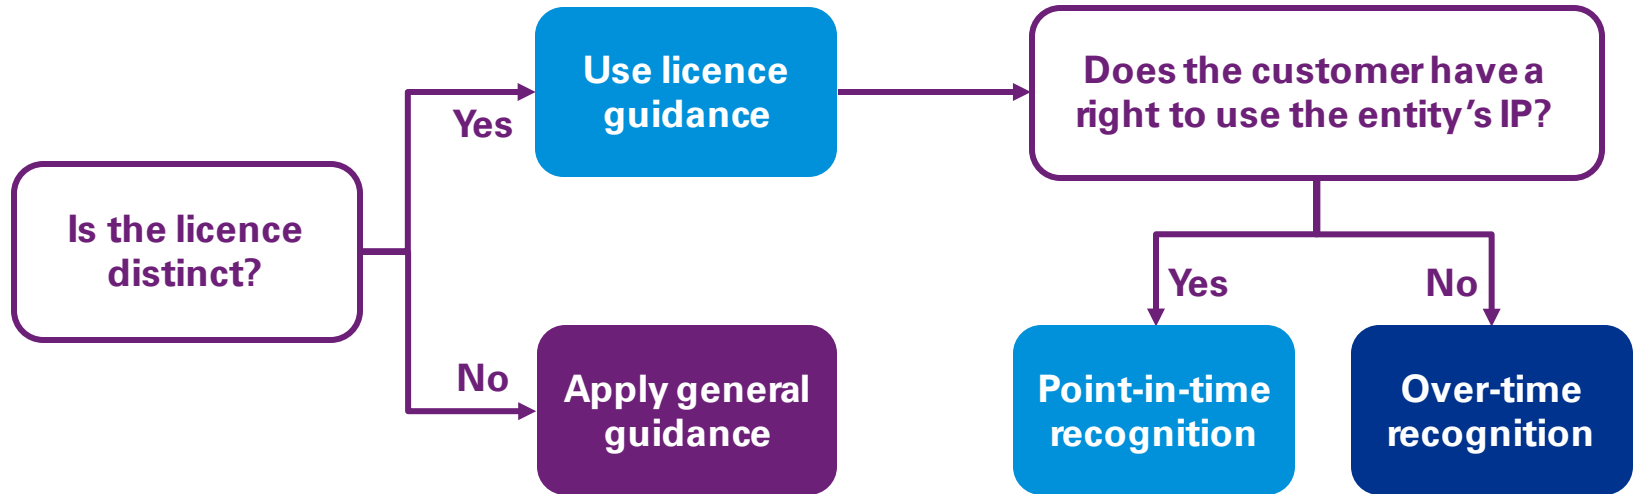 Is the licence
distinct?
Yes
Use licence
guidance
Does the customer have a
right to use the entity’s IP?
No
Apply general
guidance
Yes
Point-in-time
recognition
No
Over-time
recognition